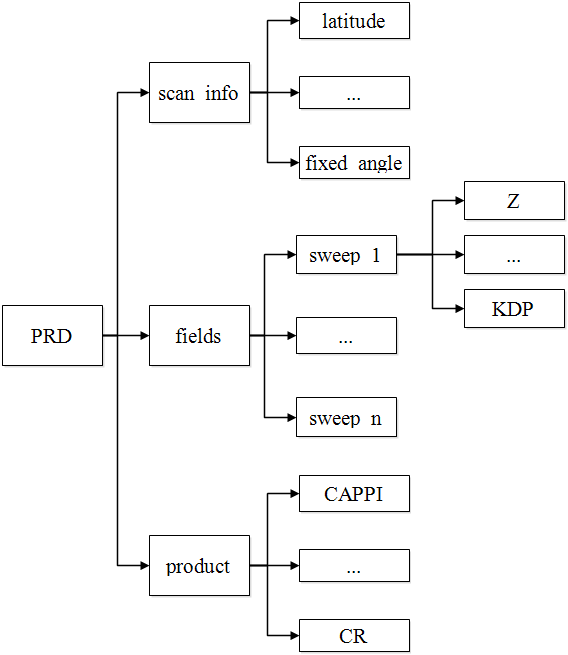 latitude
scan info
...
fixed angle
Z
sweep 1
...
KDP
PRD
fields
...
sweep n
CAPPI
product
...
CR